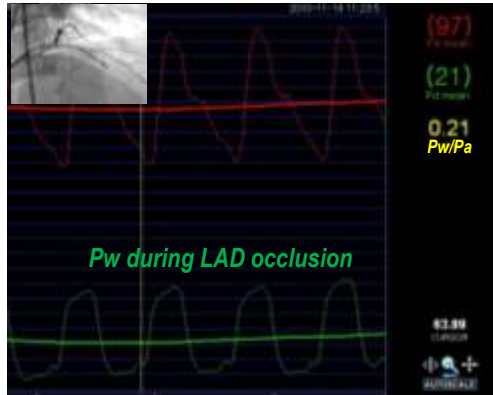 (97)
Pa mean
(21)
Pd mean
0.21
Pw/Pa
Pw during LAD occlusion
63.89
CURSOR
AUTOSCALE